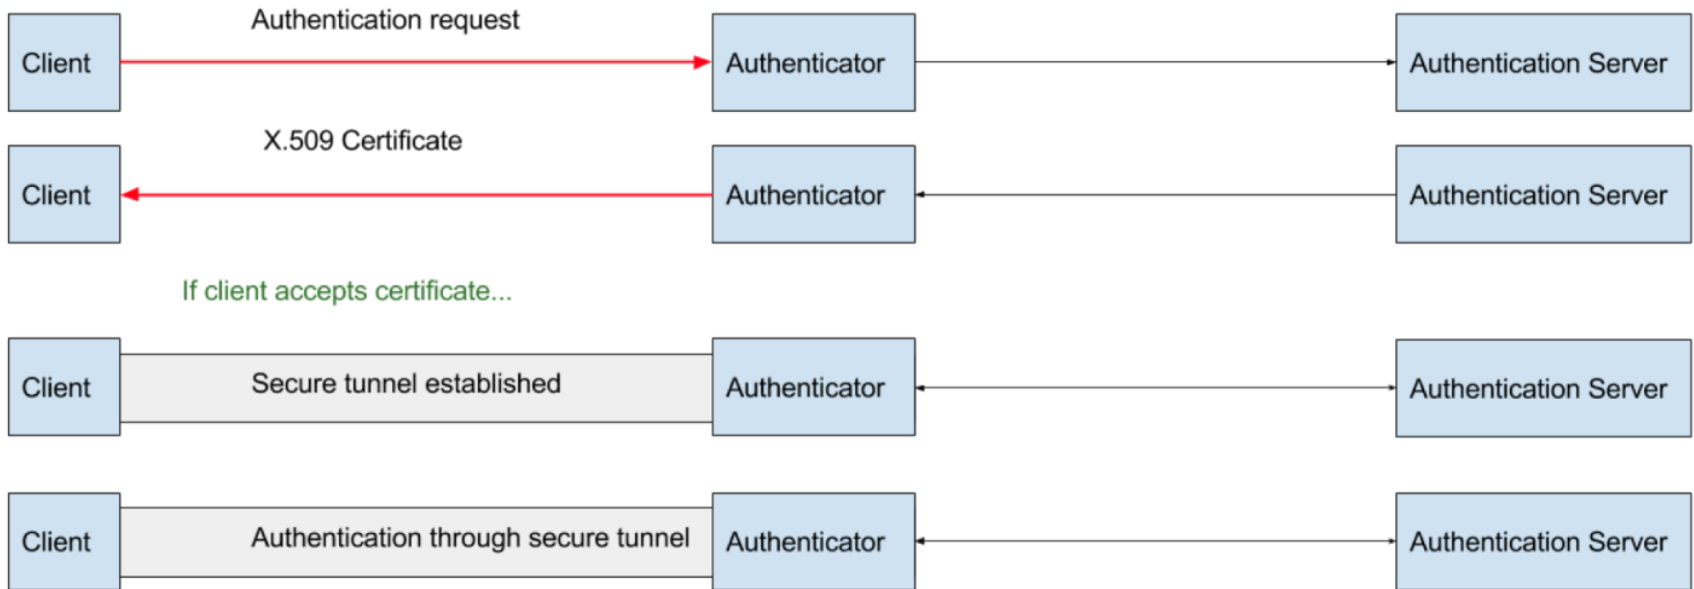 Authentication request
Client
Authenticator
Authentication Server
X.509 Certificate
Client
Authenticator
Authentication Server
If client accepts certificate...
Client
Secure tunnel established
Authenticator
Authentication Server
Client
Authentication through secure tunnel
Authenticator
Authentication Server